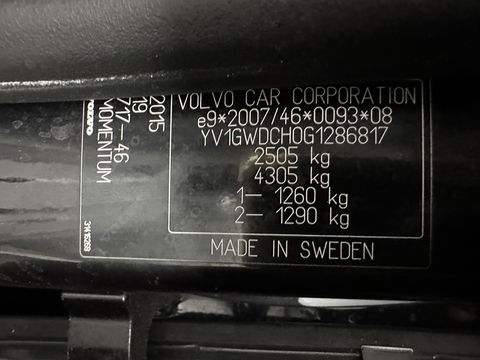 VOLVO CAR CORPORATION
e9*2007/46*0093*08
YV1GWDCH0G1286817
2505 kg
4305 kg
1– 1260 kg
2– 1290 kg
MADE IN SWEDEN
2015
19
717–46
MOMENTUM
VOLVO
31416268